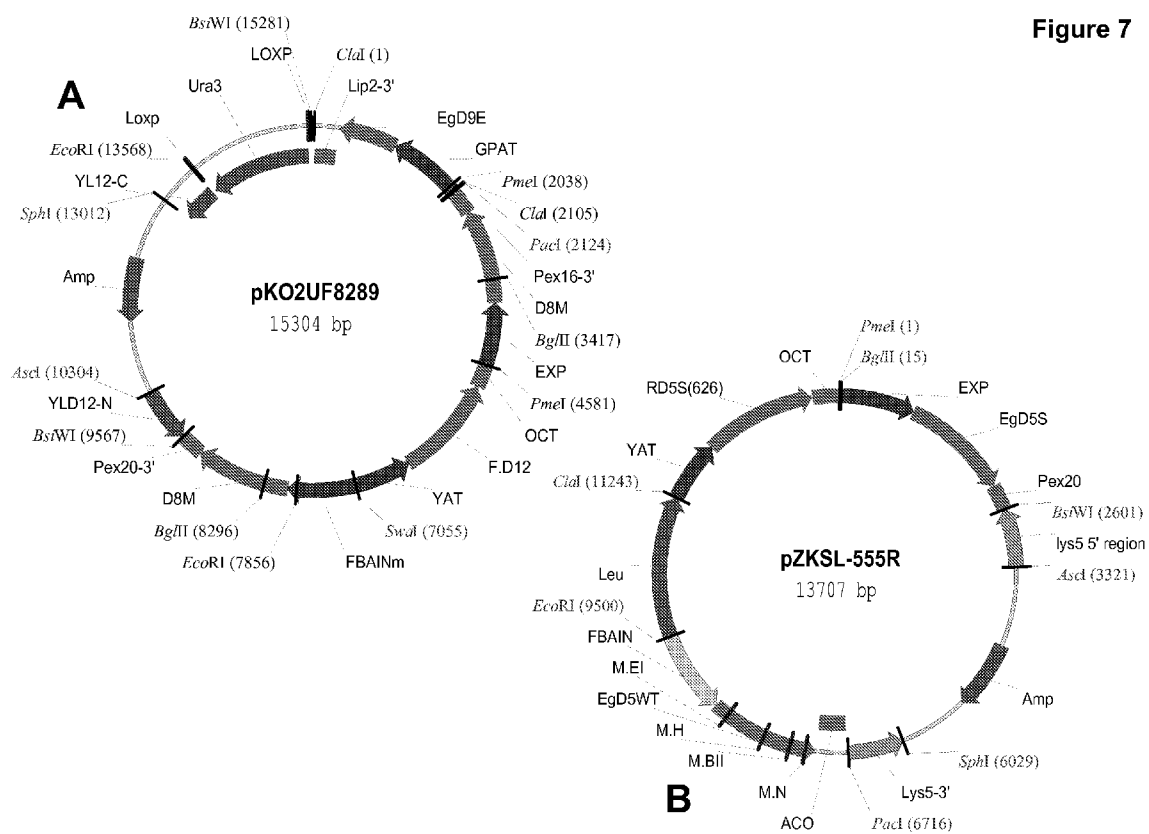 Figure 7
A
BsiWI (15281)
LOXP
ClaI (1)
Ura3
Lip2-3'
Loxp
EgD9E
EcoRI (13568)
GPAT
YL12-C
PmeI (2038)
SphI (13012)
ClaI (2105)
PacI (2124)
Amp
Pex16-3'
pKO2UF8289
15304 bp
D8M
BglII (3417)
EXP
AscI (10304)
PmeI (4581)
YLD12-N
OCT
BsiWI (9567)
Pex20-3'
F.D12
D8M
YAT
BglII (8296)
SwaI (7055)
EcoRI (7856)
FBAINm
PmeI (1)
OCT
BglII (15)
RD5S(626)
EXP
EgD5S
YAT
Pex20
ClaI (11243)
BsiWI (2601)
lys5 5' region
pZKSL-555R
13707 bp
AscI (3321)
Leu
EcoRI (9500)
FBAIN
M.EI
EgD5WT
Amp
M.H
M.BII
SphI (6029)
M.N
Lys5-3'
B
ACO
PacI (6716)